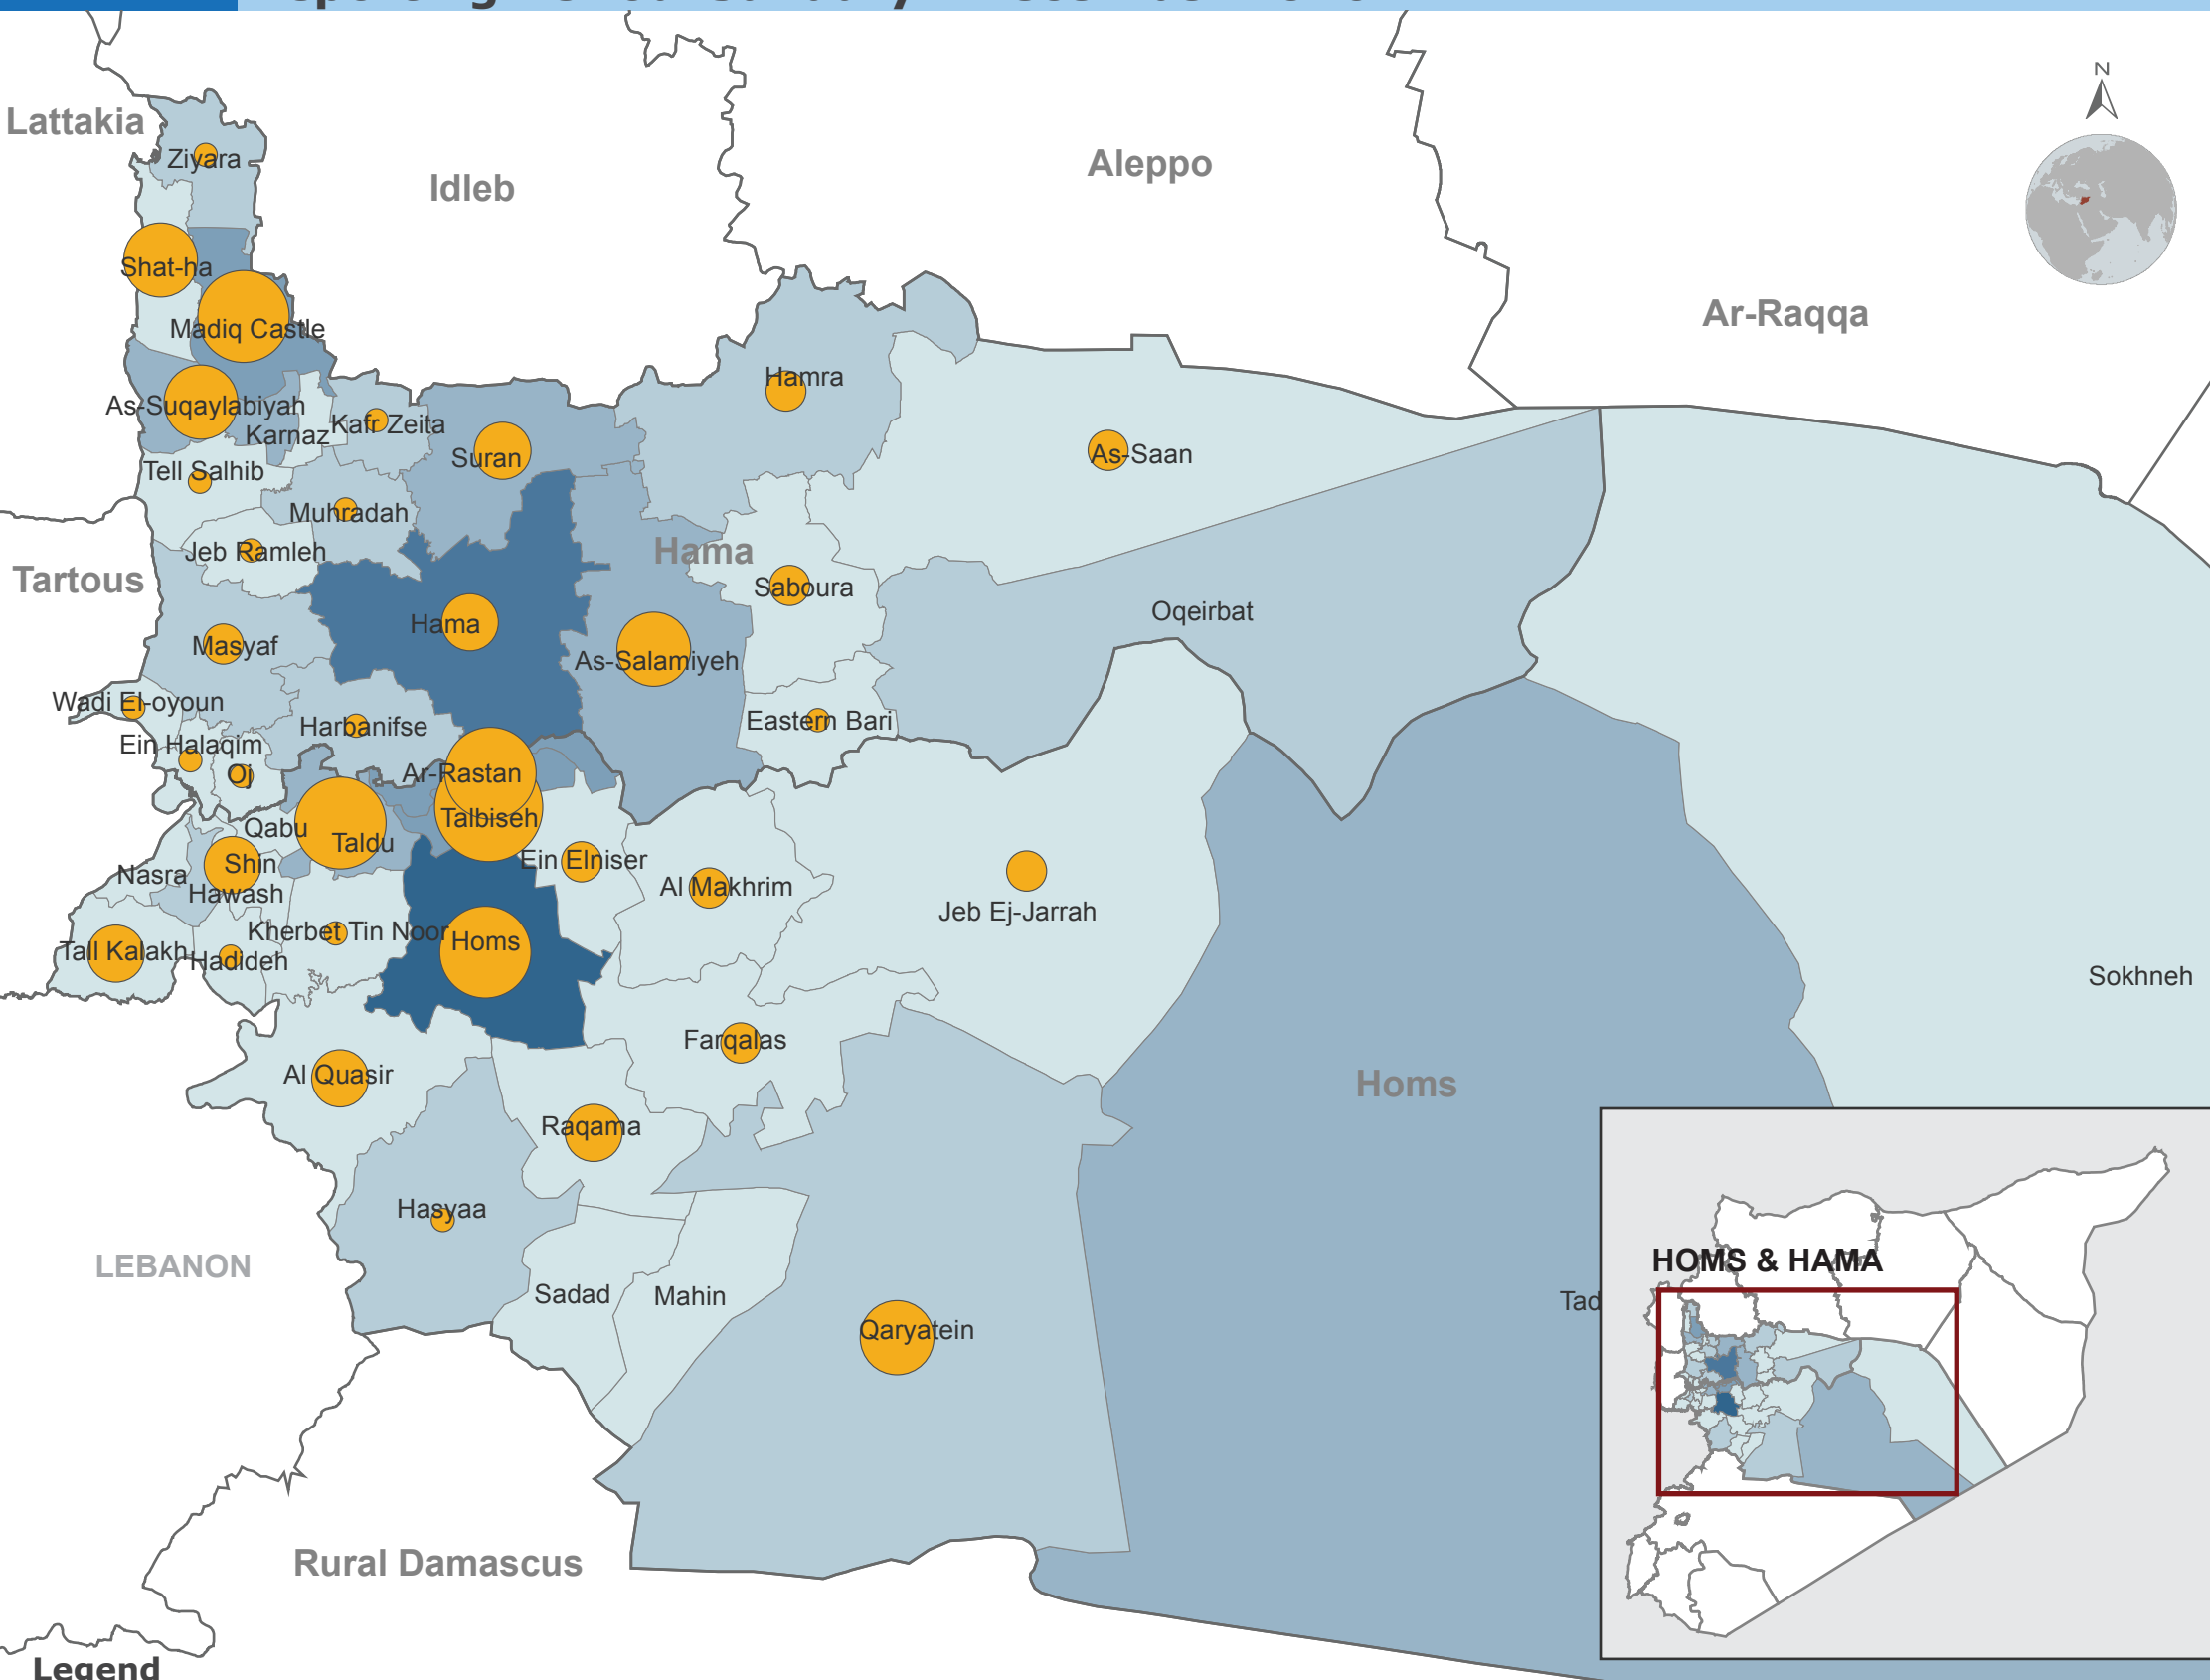 N
Lattakia
Ziyara
Idleb
Aleppo
Ar-Raqqa
Shat-ha
Madiq Castle
Hamra
As-Suqaylabiyah
Karnaz
Kafr Zeita
Suran
As-Saan
Tell Salhib
Muhradah
Jeb Ramleh
Hama
Tartous
Saboura
Oqeirbat
Hama
Masyaf
As-Salamiyeh
Wadi El-oyoun
Harbanifse
Eastern Bari
Ein Halaqim
Oj
Ar-Rastan
Talbiseh
Qabu
Taldu
Shin
Ein Elniser
Nasra
Hawash
Al Makhrim
Jeb Ej-Jarrah
Kherbet Tin Noor
Homs
Tall Kalakh
Hadideh
Sokhneh
Farqalas
Al Quasir
Homs
Raqama
Hasyaa
LEBANON
HOMS & HAMA
Sadad
Mahin
Tad
Qaryatein
Rural Damascus
Legend